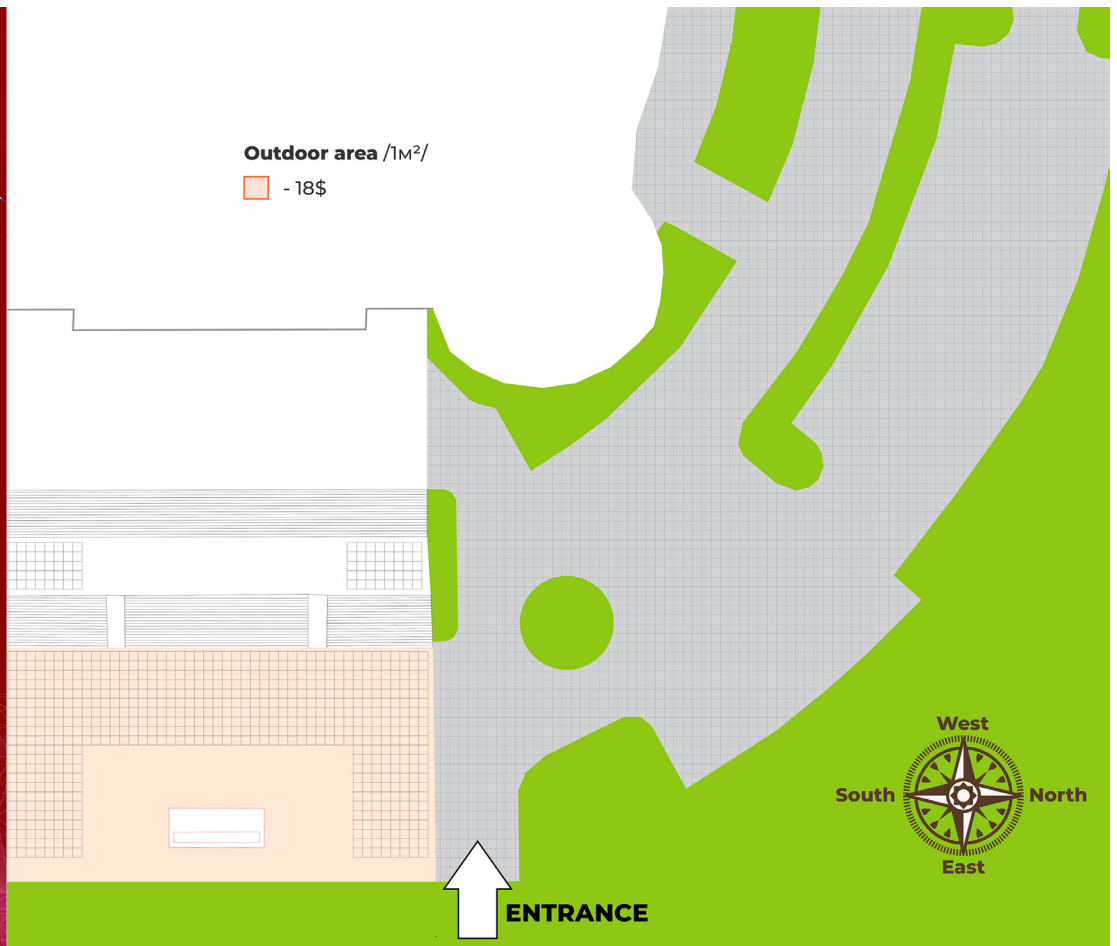 Outdoor area /1м²/
- 18$
West
South
North
East
ENTRANCE